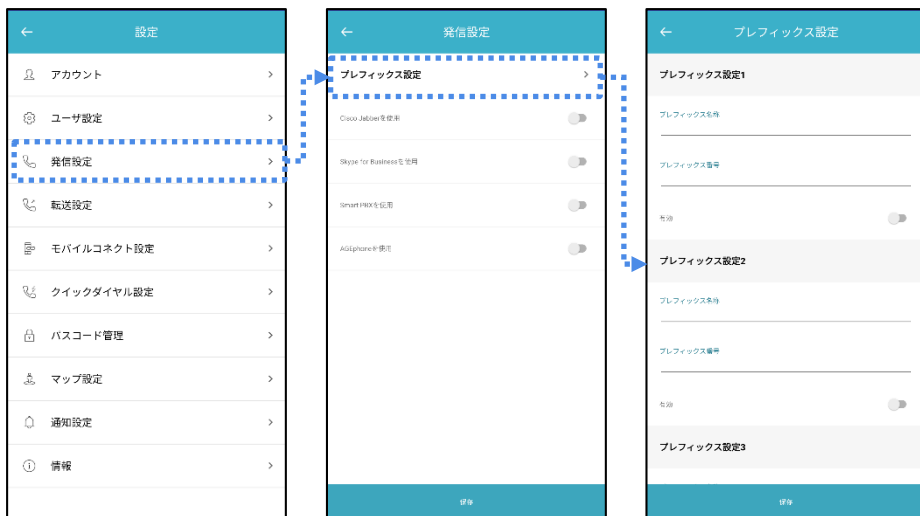 設定
アカウント
ユーザ設定
発信設定
転送設定
モバイルコネクト設定
クイックダイヤル設定
パスコード管理
マップ設定
通知設定
情報
発信設定
プレフィックス設定
Cisco Jabberを使用
Skype for Businessを使用
Smart PBXを使用
AGEphoneを使用
保存
プレフィックス設定
プレフィックス設定1
プレフィックス名称
プレフィックス番号
有効
プレフィックス設定2
プレフィックス名称
プレフィックス番号
有効
プレフィックス設定3
保存